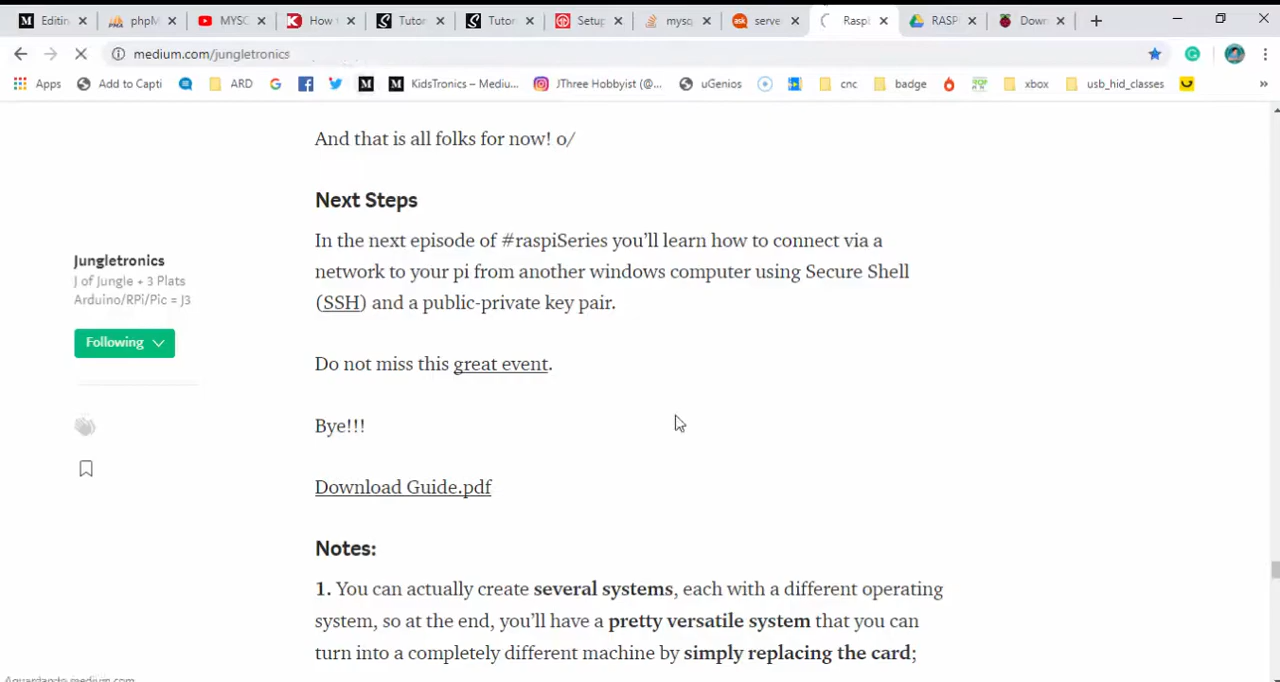 Editin
phpM
MYSC
How
Tutor
Tutor
Setup
mysq
serve
Raspi
RASP
Down
medium.com/jungletronics
Apps
Add to Capti
ARD
KidsTronics – Mediu...
JThree Hobbyist (@...
uGenios
cnc
badge
xbox
usb_hid_classes
»
And that is all folks for now! o/
Next Steps
In the next episode of #raspiSeries you’ll learn how to connect via a
network to your pi from another windows computer using Secure Shell
(SSH) and a public-private key pair.
Jungletronics
J of Jungle + 3 Plats
Arduino/RPi/Pic = J3
Following
Do not miss this great event.
Bye!!!
Download Guide.pdf
Notes:
1. You can actually create several systems, each with a different operating
system, so at the end, you’ll have a pretty versatile system that you can
turn into a completely different machine by simply replacing the card;
Aguardando medium.com